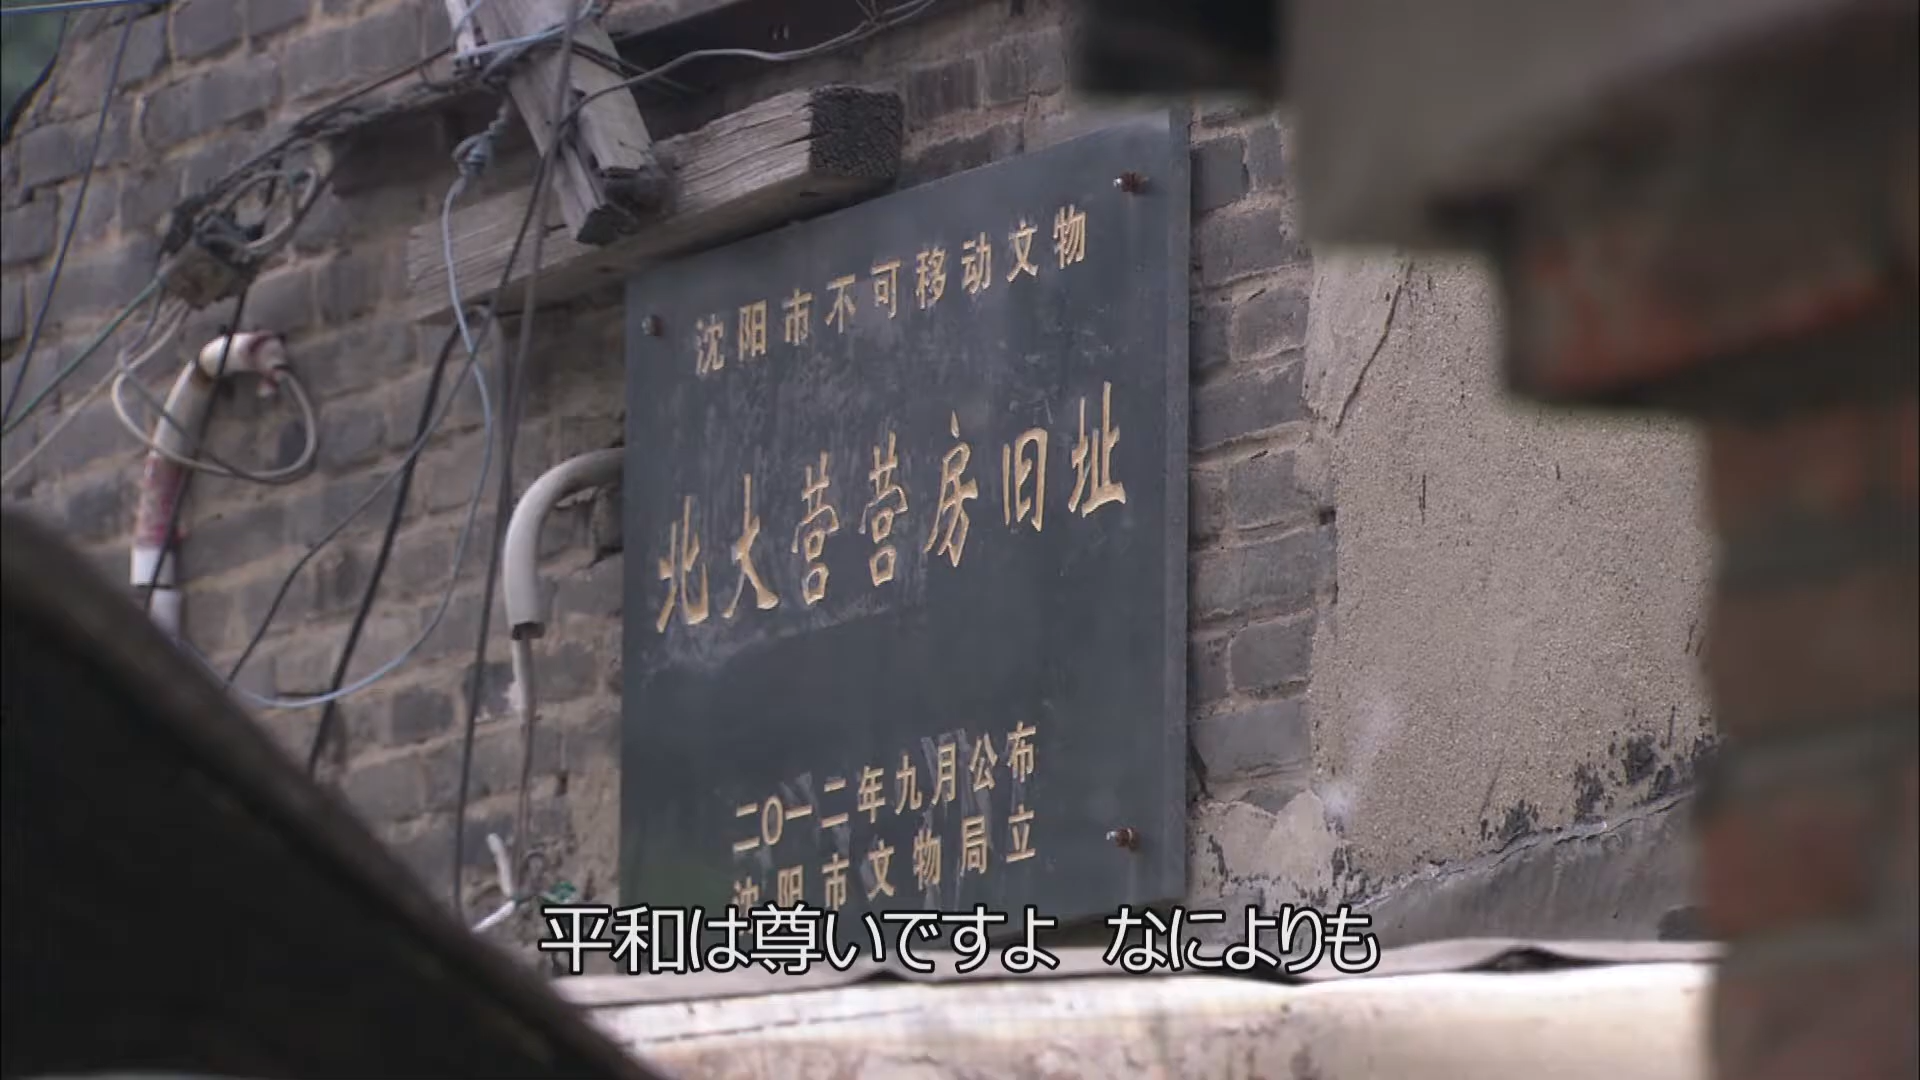 沈阳市不可移动文物
北大营营房旧址
二〇一二年九月公布
沈阳市文物局立
平和は尊いですよ　なによりも